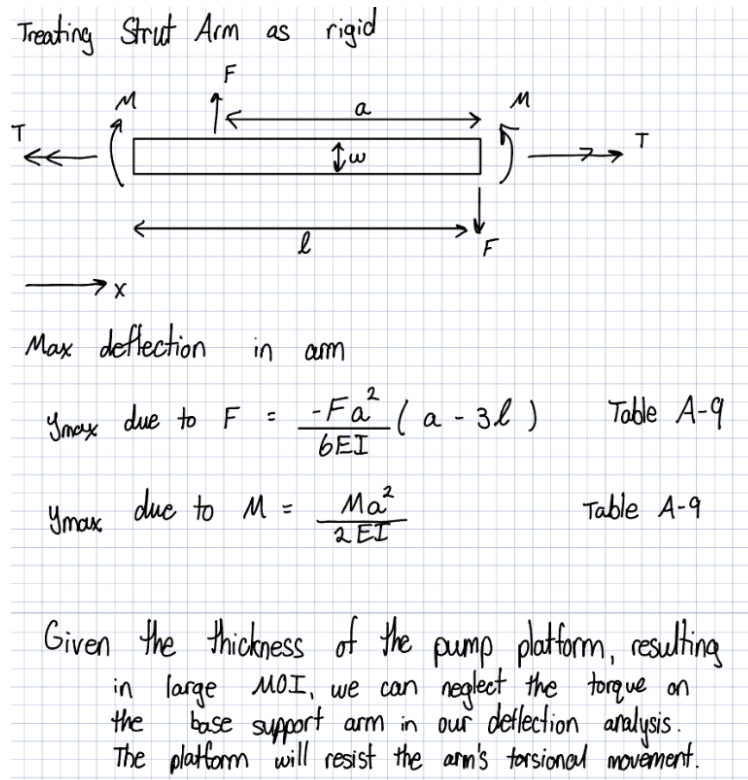 Treating Strut Arm as rigid
F
M a M
T T
w
l F
x
Max deflection in arm
ymax due to F = -Fa²/6EI (a - 3l) Table A-9
ymax due to M = Ma²/2EI Table A-9
Given the thickness of the pump platform, resulting
in large MOI, we can neglect the torque on
the base support arm in our deflection analysis.
The platform will resist the arm's torsional movement.